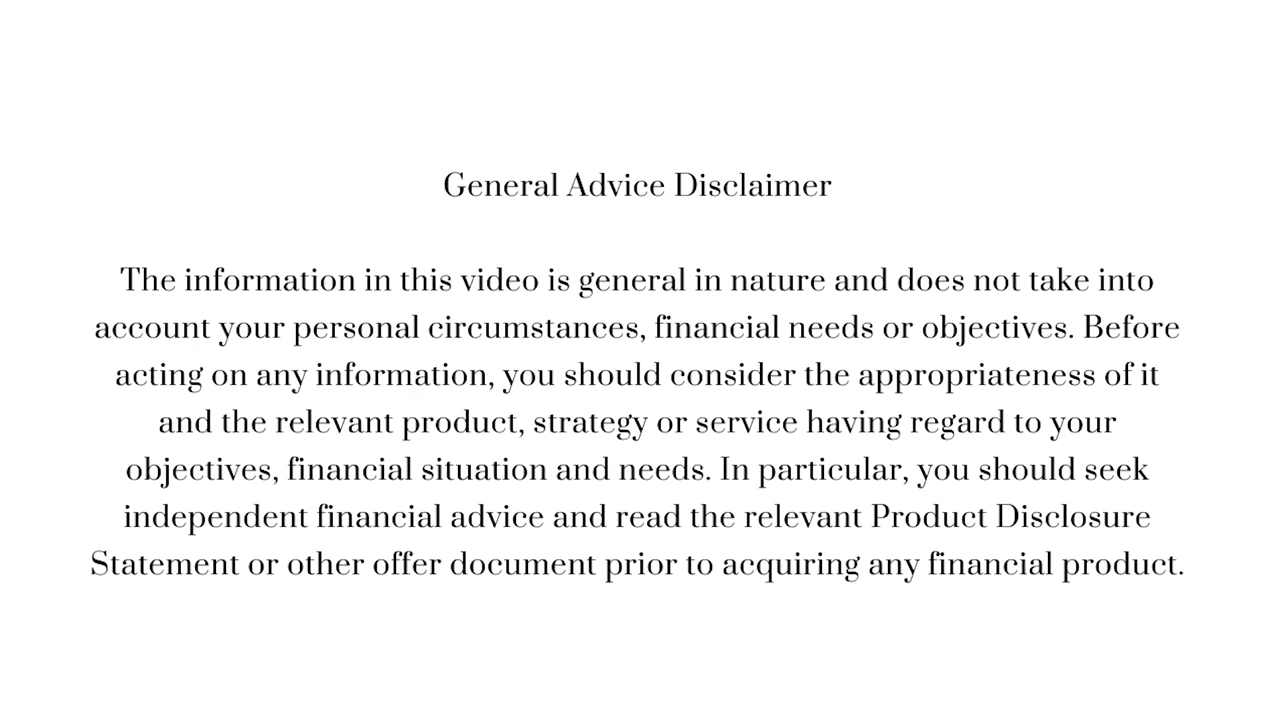 General Advice Disclaimer
The information in this video is general in nature and does not take into
account your personal circumstances, financial needs or objectives. Before
acting on any information, you should consider the appropriateness of it
and the relevant product, strategy or service having regard to your
objectives, financial situation and needs. In particular, you should seek
independent financial advice and read the relevant Product Disclosure
Statement or other offer document prior to acquiring any financial product.